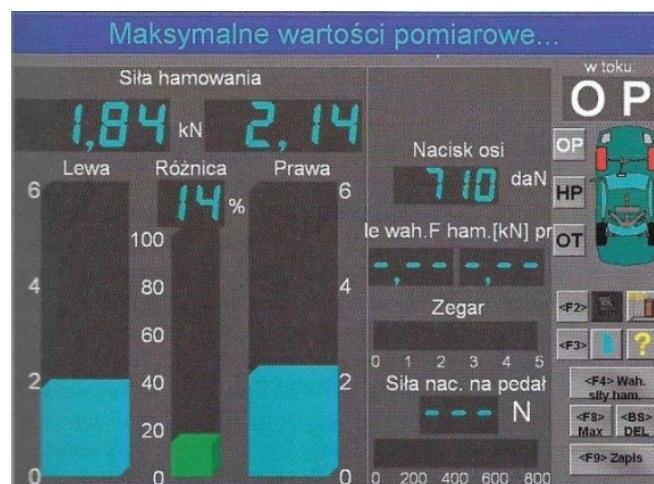 Maksymalne wartości pomiarowe...
Siła hamowania
1,84 kN 2,14
Lewa Różnica Prawa
14 %
6
4
2
0
100
80
60
40
20
0
6
4
2
0
Nacisk osi
710 daN
le wah.F ham.[kN] pr
-,-- -,--
Zegar
0 1 2 3 4 5
Siła nac. na pedał
--- N
0 200 400 600 800
w toku:
O P
OP
HP
OT
<F2>
<F3> ?
<F4> Wah.
siły ham.
<F8>
Max
<BS>
DEL
<F9> Zapis